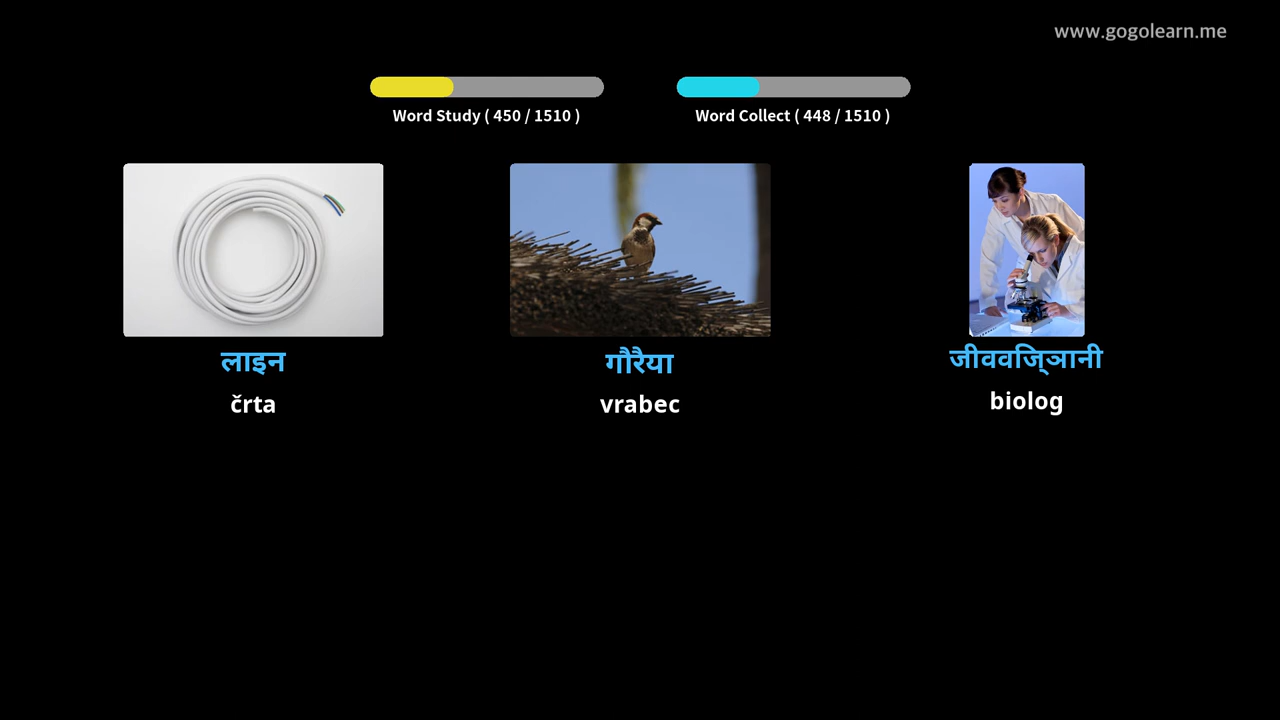 www.gogolearn.me
Word Study ( 450 / 1510 )
Word Collect ( 448 / 1510 )
लाइन
गौरैया
जीवविज्ञानी
črta
vrabec
biolog